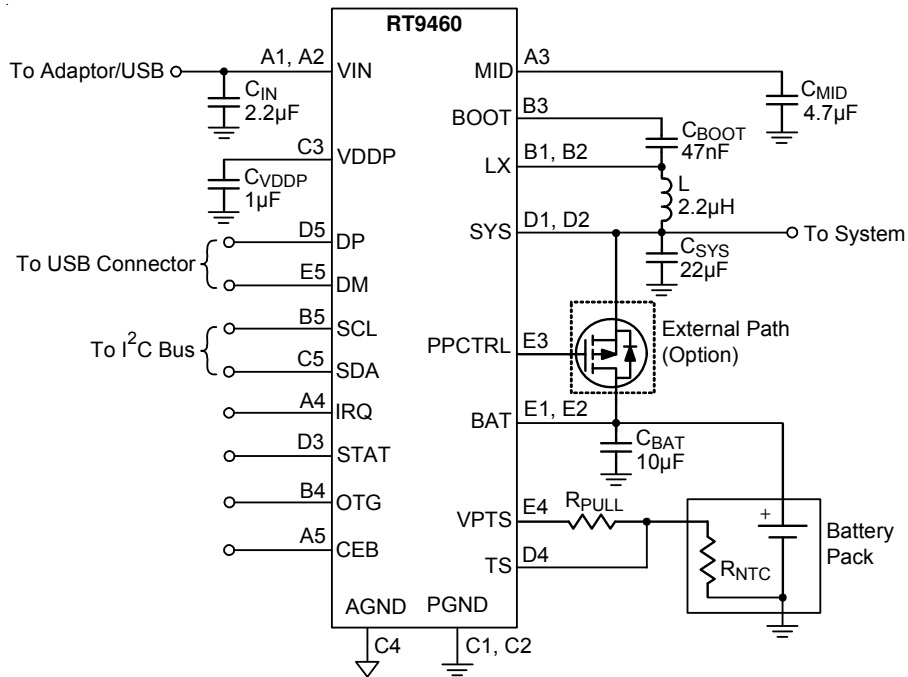 RT9460
To Adaptor/USB
A1, A2
VIN
MID
A3
C_IN
2.2µF
C_MID
4.7µF
BOOT
B3
C_BOOT
47nF
C3
VDDP
LX
B1, B2
C_VDDP
1µF
L
2.2µH
SYS
D1, D2
To System
C_SYS
22µF
To USB Connector
D5
DP
E5
DM
To I²C Bus
B5
SCL
C5
SDA
PPCTRL
E3
External Path
(Option)
A4
IRQ
BAT
E1, E2
D3
STAT
C_BAT
10µF
B4
OTG
VPTS
E4
R_PULL
A5
CEB
TS
D4
R_NTC
+
Battery
Pack
AGND
PGND
C4
C1, C2